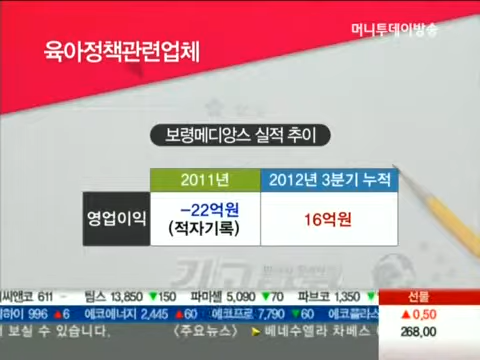 머니투데이방송
육아정책관련업체
보령메디앙스 실적 추이
2011년 2012년 3분기 누적
영업이익 -22억원 16억원
(적자기록)
씨앤코 611 - 팀스 13,850 ▼150 파미셀 5,090 ▼70 파브코 1,350 ▼ 선물
하이 996 ▲6 에코에너지 2,445 ▲60 에코프로 7,790 ▼60 에코플라스 ▲0,50
보실 수 있습니다. 〈주요뉴스〉 베네수엘라 차베스 268,00